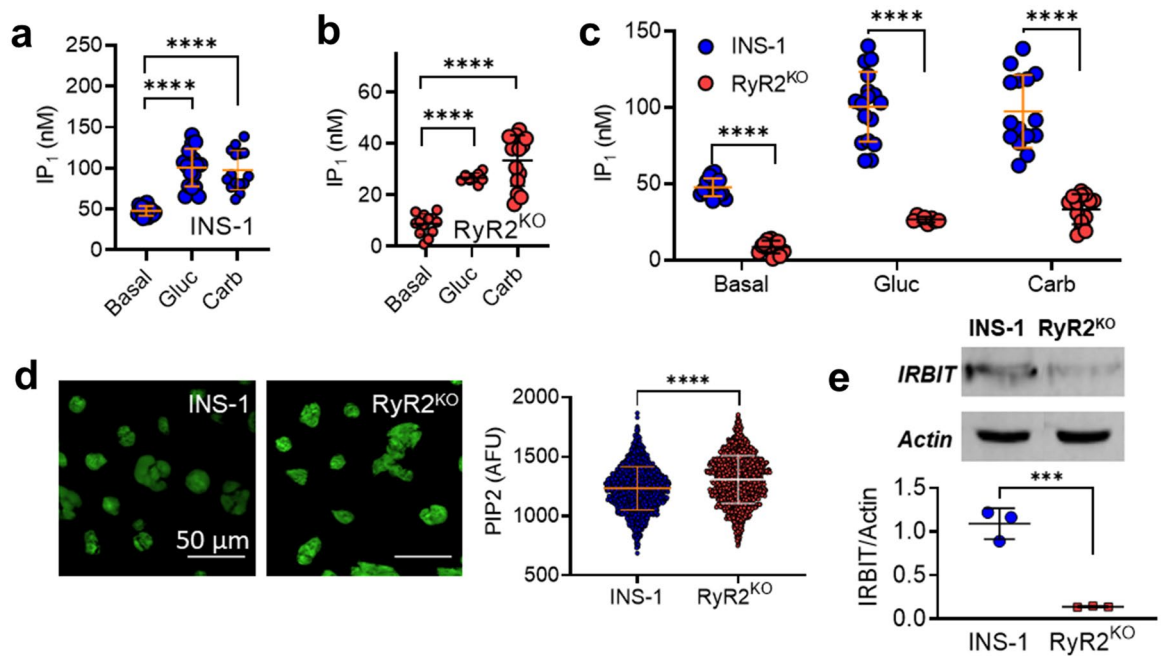 a
250
200
150
100
50
0
IP1 (nM)
****
****
INS-1
Basal
Gluc
Carb
b
60
40
20
0
IP1 (nM)
****
****
RyR2KO
Basal
Gluc
Carb
c
150
100
50
0
IP1 (nM)
INS-1
RyR2KO
****
****
****
Basal
Gluc
Carb
d
INS-1
50 µm
RyR2KO
2000
1500
1000
500
PIP2 (AFU)
****
INS-1
RyR2KO
e
INS-1 RyR2KO
IRBIT
Actin
1.5
1.0
0.5
0.0
IRBIT/Actin
***
INS-1
RyR2KO